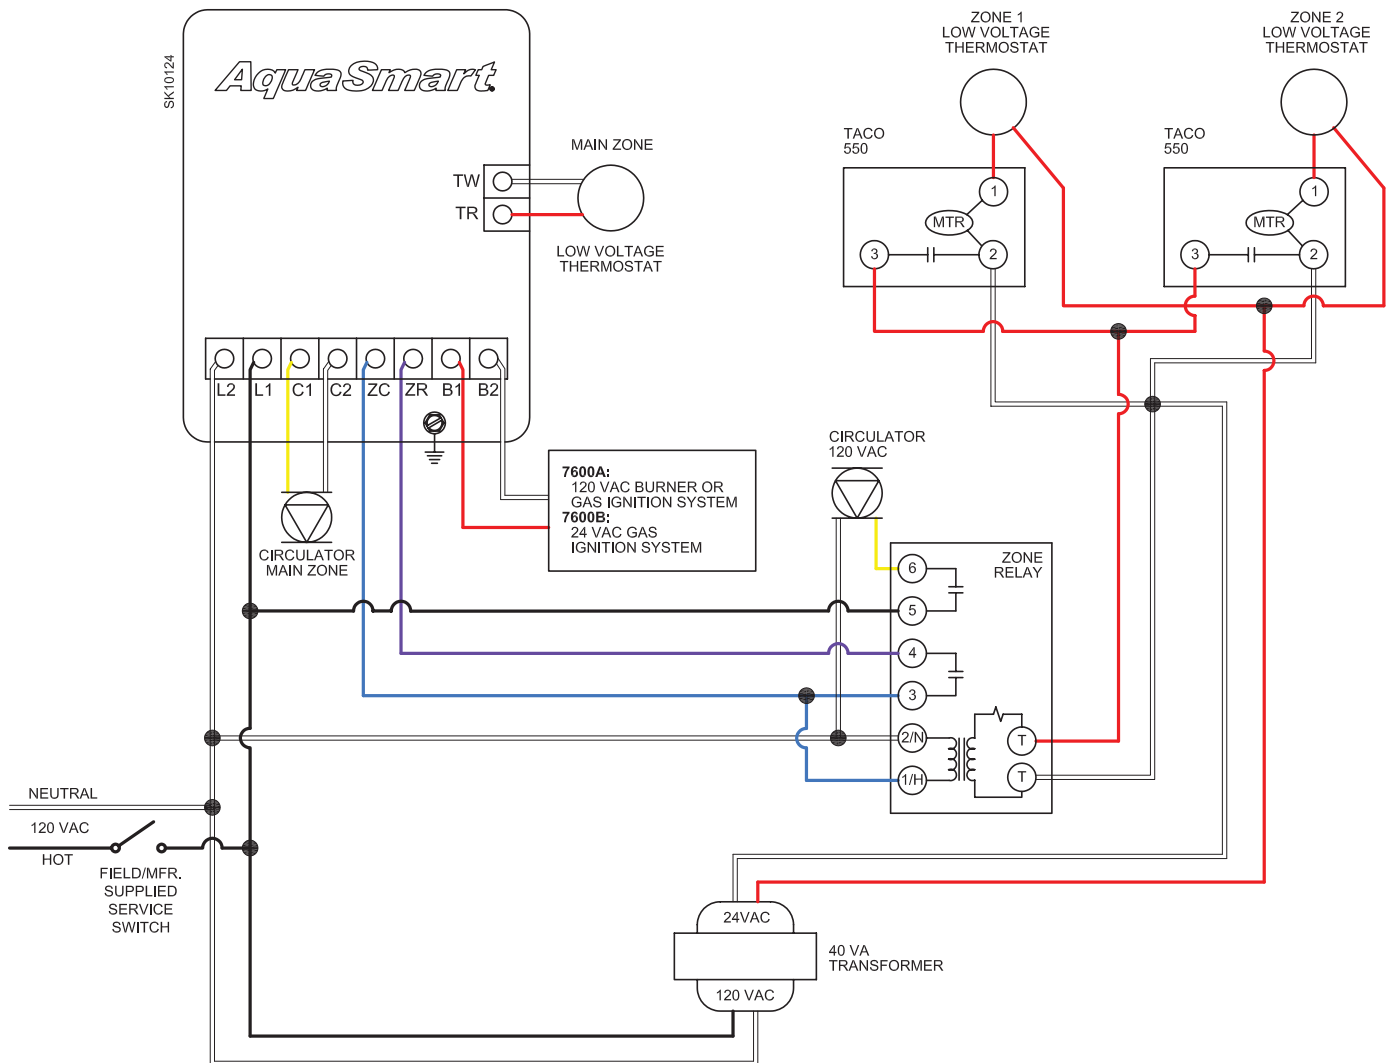 SK10124
AquaSmart
ZONE 1
LOW VOLTAGE
THERMOSTAT
ZONE 2
LOW VOLTAGE
THERMOSTAT
TACO
550
TACO
550
MAIN ZONE
TW
TR
LOW VOLTAGE
THERMOSTAT
1
MTR
3
2
1
MTR
3
2
L2
L1
C1
C2
ZC
ZR
B1
B2
CIRCULATOR
120 VAC
7600A:
120 VAC BURNER OR
GAS IGNITION SYSTEM
7600B:
24 VAC GAS
IGNITION SYSTEM
CIRCULATOR
MAIN ZONE
ZONE
RELAY
6
5
4
3
2/N
1/H
T
T
NEUTRAL
120 VAC
HOT
FIELD/MFR.
SUPPLIED
SERVICE
SWITCH
24VAC
40 VA
TRANSFORMER
120 VAC